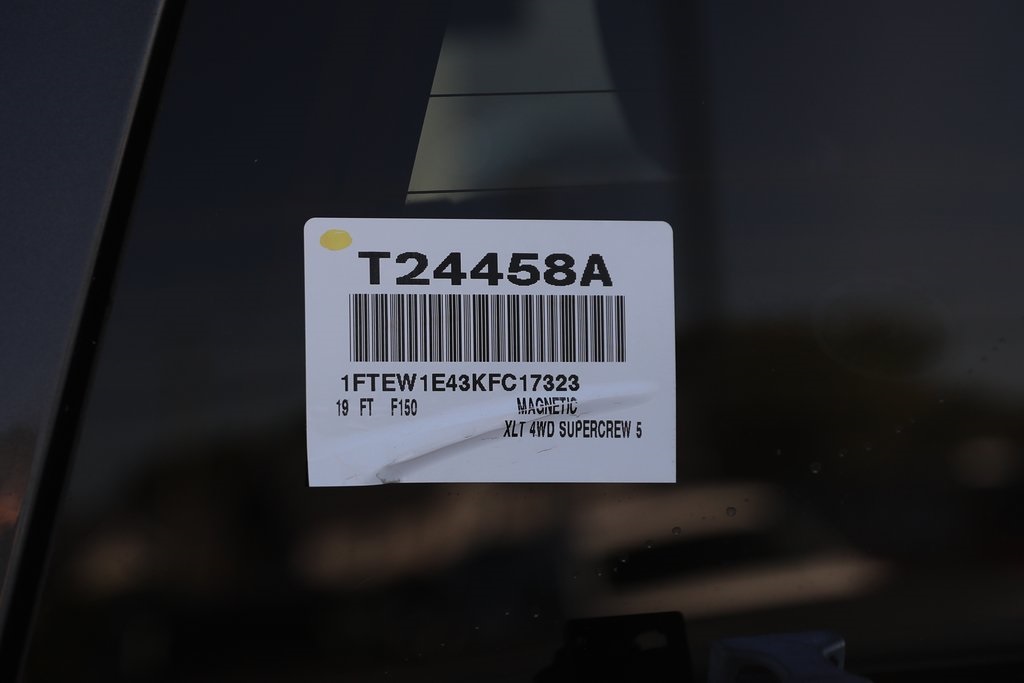 T24458A
1FTEW1E43KFC17323
19 FT F150 MAGNETIC
XLT 4WD SUPERCREW 5